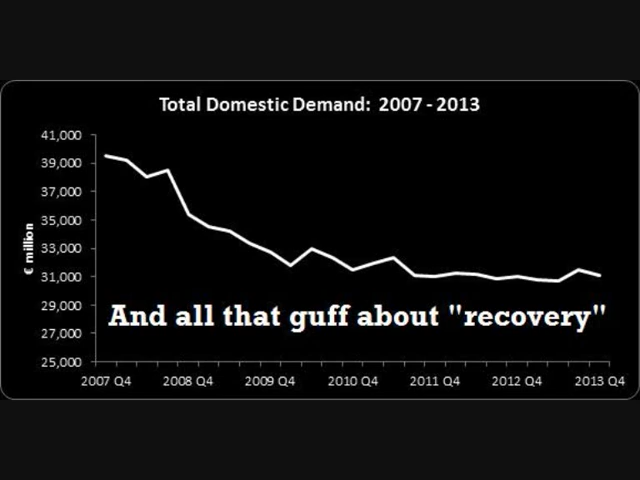 Total Domestic Demand:  2007 - 2013
41,000
39,000
37,000
35,000
33,000
31,000
29,000
27,000
25,000
€ million
And all that guff about "recovery"
2007 Q4 2008 Q4 2009 Q4 2010 Q4 2011 Q4 2012 Q4 2013 Q4